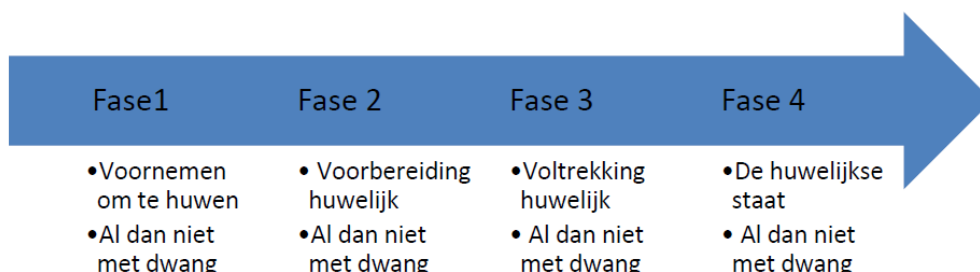 Fase1
•Voornemen
om te huwen
•Al dan niet
met dwang
Fase 2
• Voorbereiding
huwelijk
•Al dan niet
met dwang
Fase 3
•Voltrekking
huwelijk
• Al dan niet
met dwang
Fase 4
•De huwelijkse
staat
• Al dan niet
met dwang